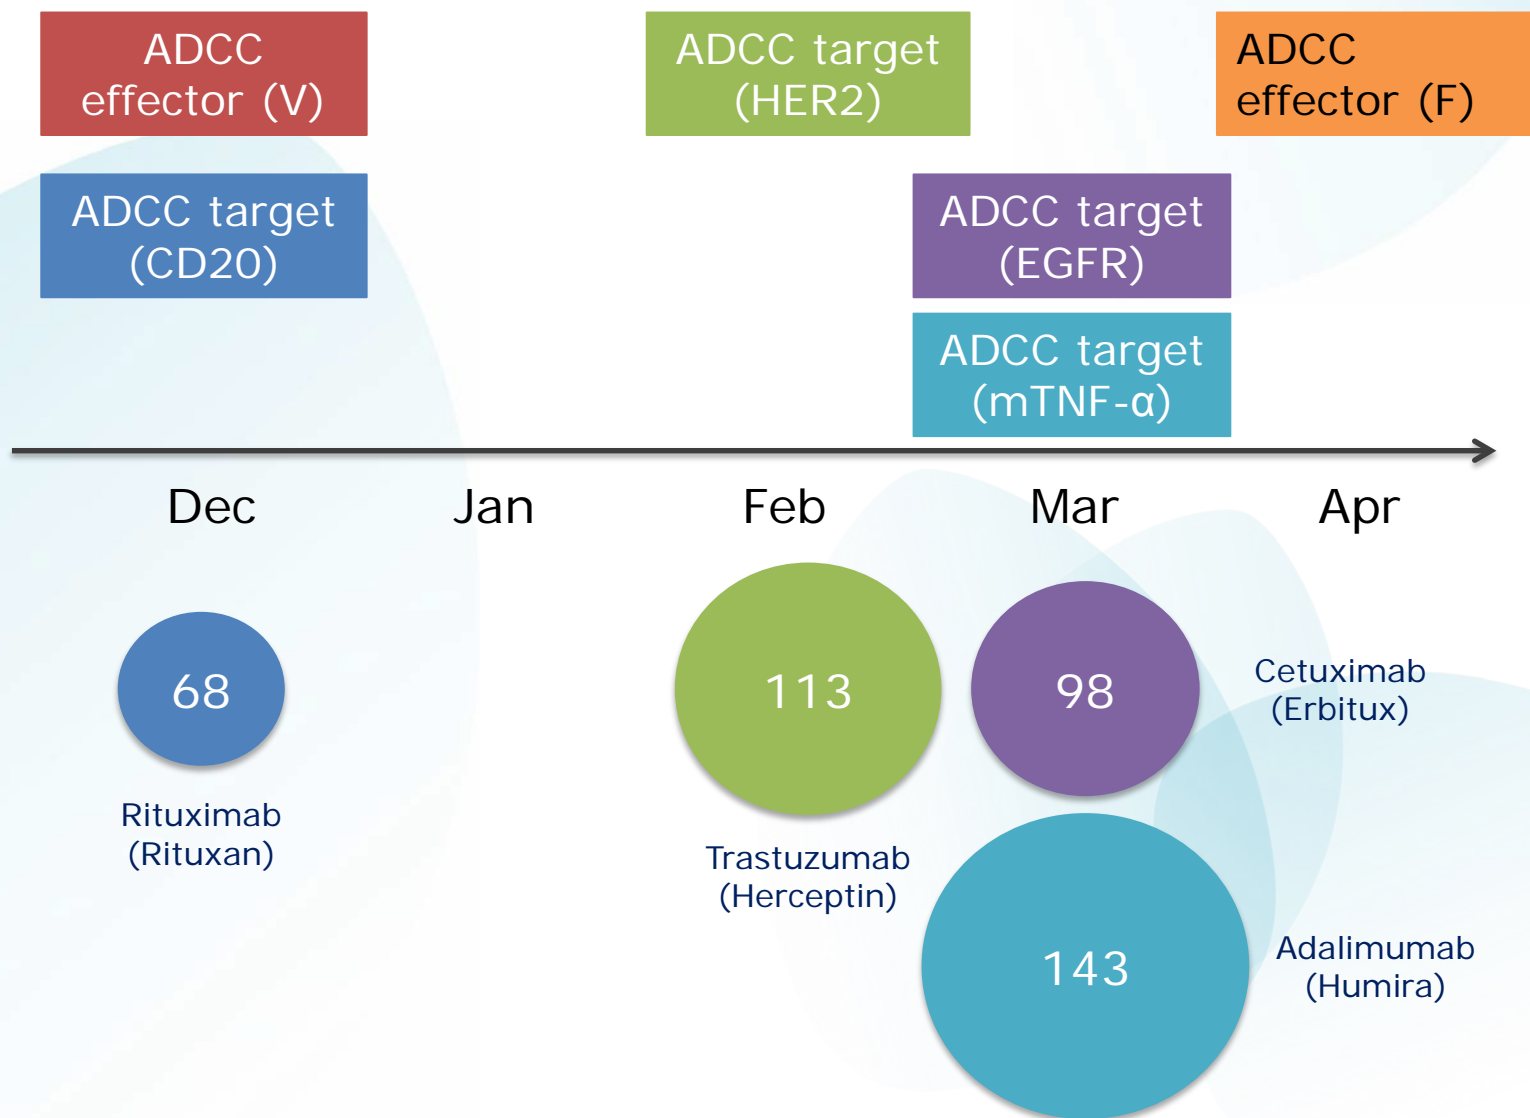 ADCC
effector (V)
ADCC target
(HER2)
ADCC
effector (F)
ADCC target
(CD20)
ADCC target
(EGFR)
ADCC target
(mTNF-α)
Dec
Jan
Feb
Mar
Apr
68
113
98
Cetuximab
(Erbitux)
Rituximab
(Rituxan)
Trastuzumab
(Herceptin)
143
Adalimumab
(Humira)